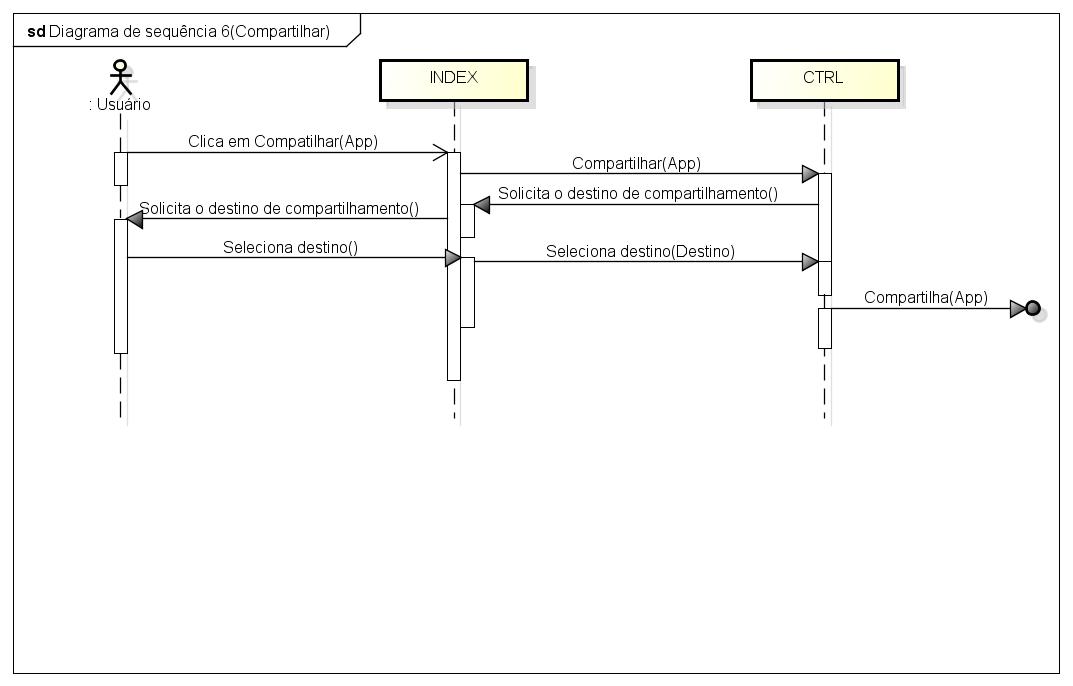 sd Diagrama de sequência 6(Compartilhar)
: Usuário
INDEX
CTRL
Clica em Compatilhar(App)
Compartilhar(App)
Solicita o destino de compartilhamento()
Solicita o destino de compartilhamento()
Seleciona destino()
Seleciona destino(Destino)
Compartilha(App)